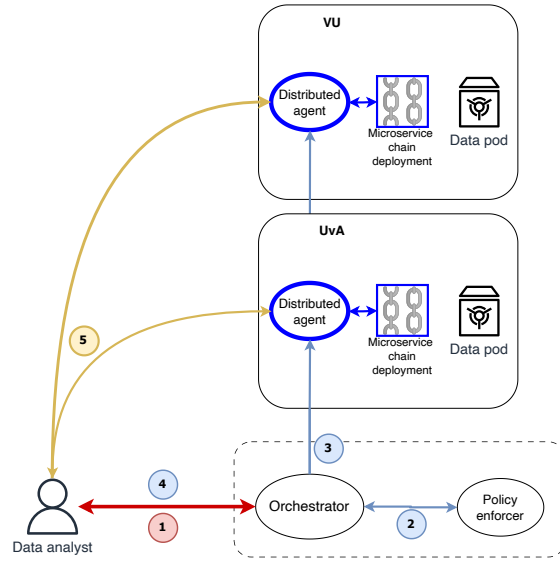 VU
Distributed
agent
Microservice
chain
deployment
Data pod
UvA
Distributed
agent
Microservice
chain
deployment
Data pod
5
3
4
1
Orchestrator
2
Policy
enforcer
Data analyst